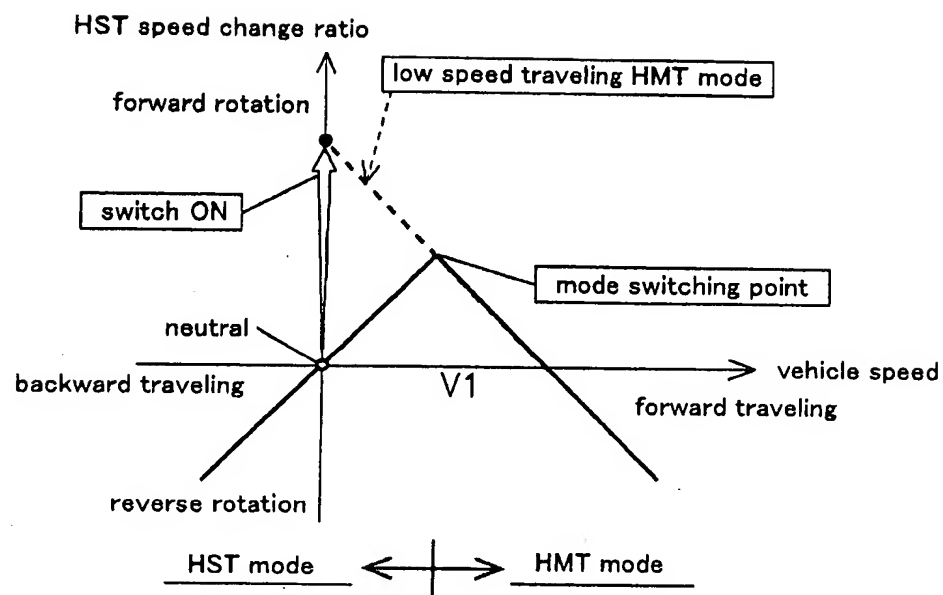 HST speed change ratio
low speed traveling HMT mode
forward rotation
switch ON
mode switching point
neutral
vehicle speed
backward traveling
V1
forward traveling
reverse rotation
HST mode
HMT mode